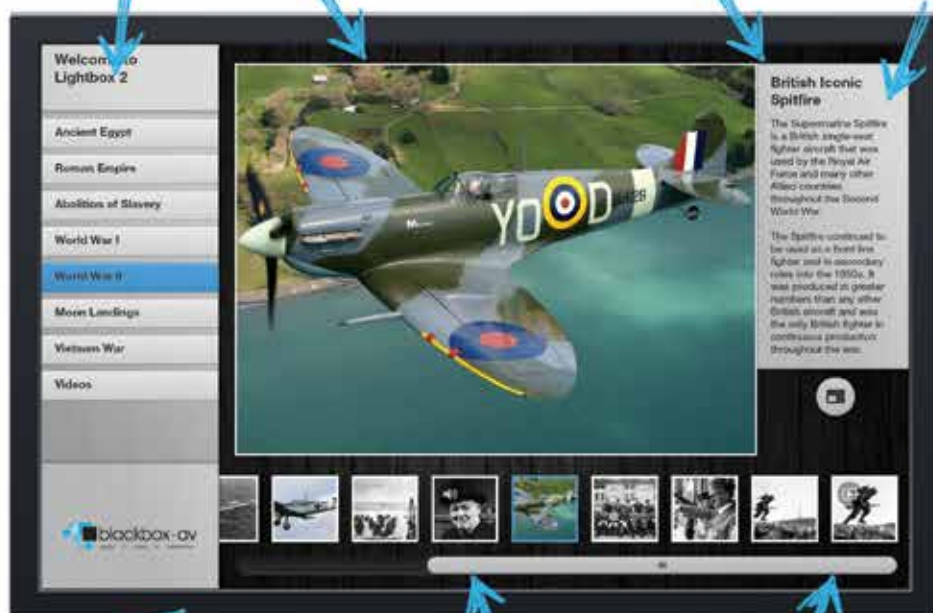 Welcome to
Lightbox 2
Ancient Egypt
Roman Empire
Abolition of Slavery
World War I
World War II
Moon Landings
Vietnam War
Videos
blackbox-av
YO D
British Iconic
Spitfire
The Supermarine Spitfire
is a British single-seat
fighter aircraft that was
used by the Royal Air
Force and many other
Allied countries
throughout the Second
World War.
The Spitfire continued to
be used as a front line
fighter and in secondary
roles into the 1950s. It
was produced in greater
numbers than any other
British aircraft and was
the only British fighter in
continuous production
throughout the war.